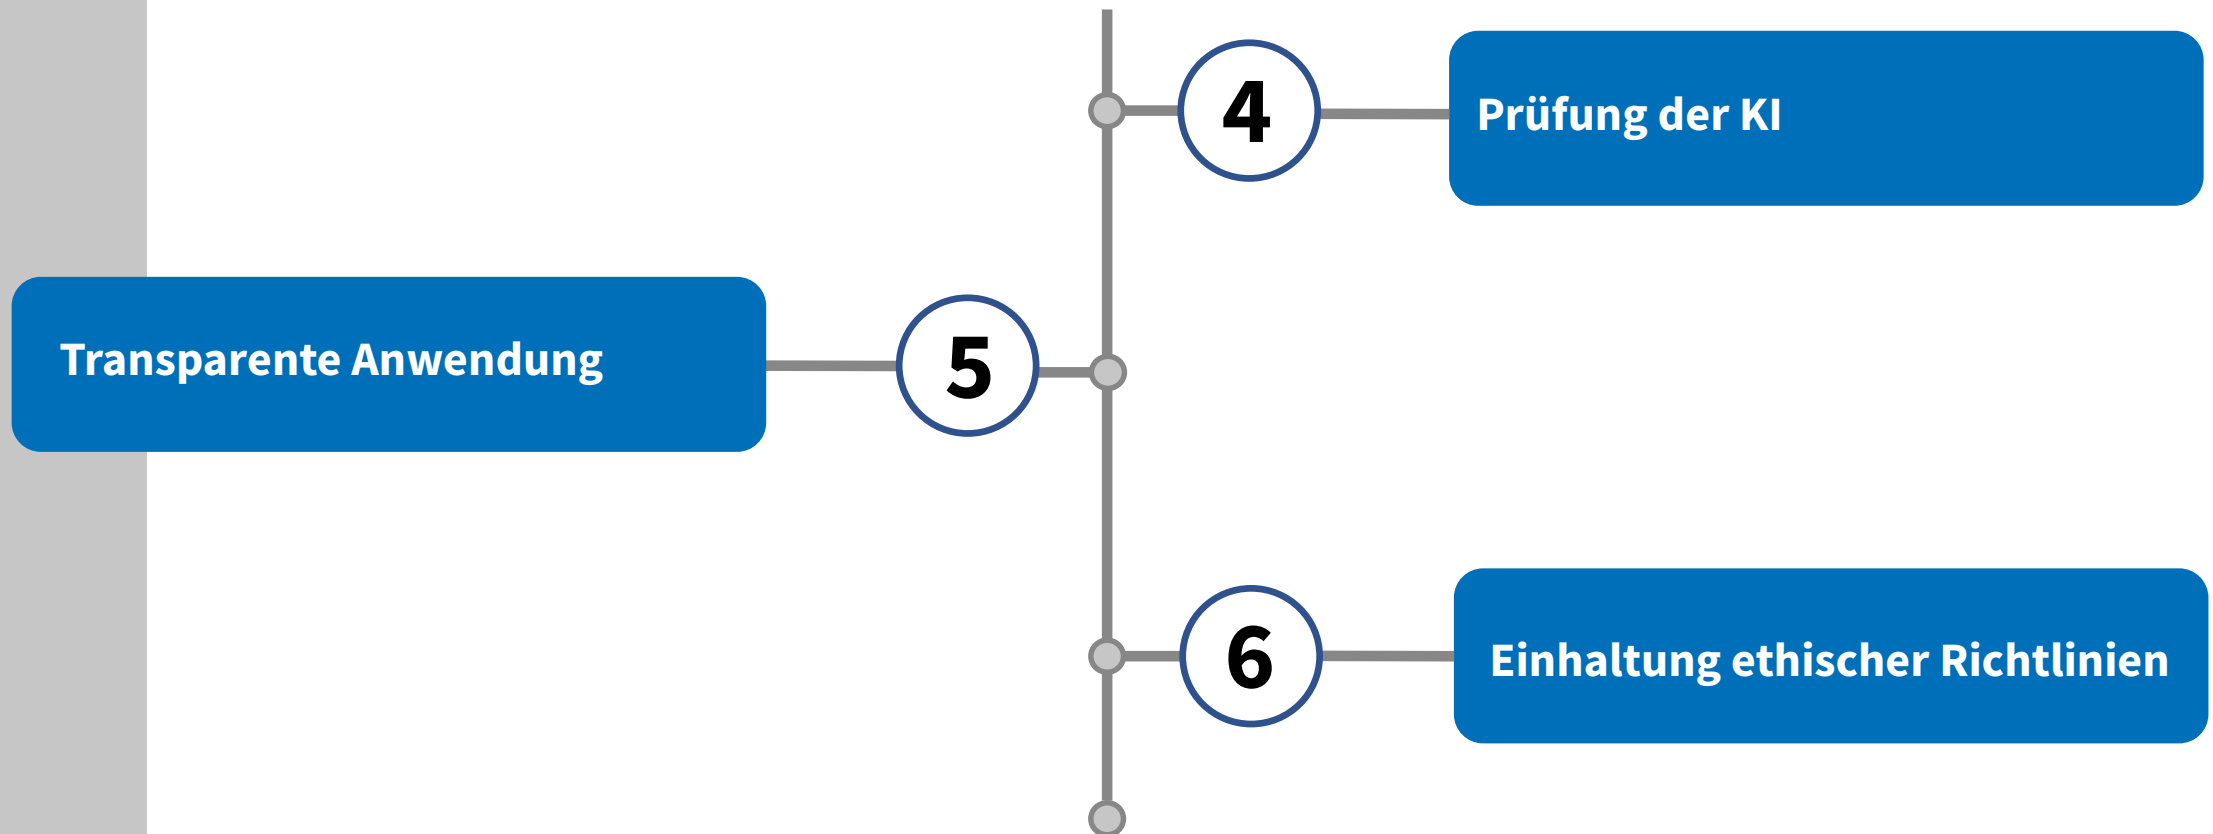 4
Prüfung der KI
Transparente Anwendung
5
6
Einhaltung ethischer Richtlinien